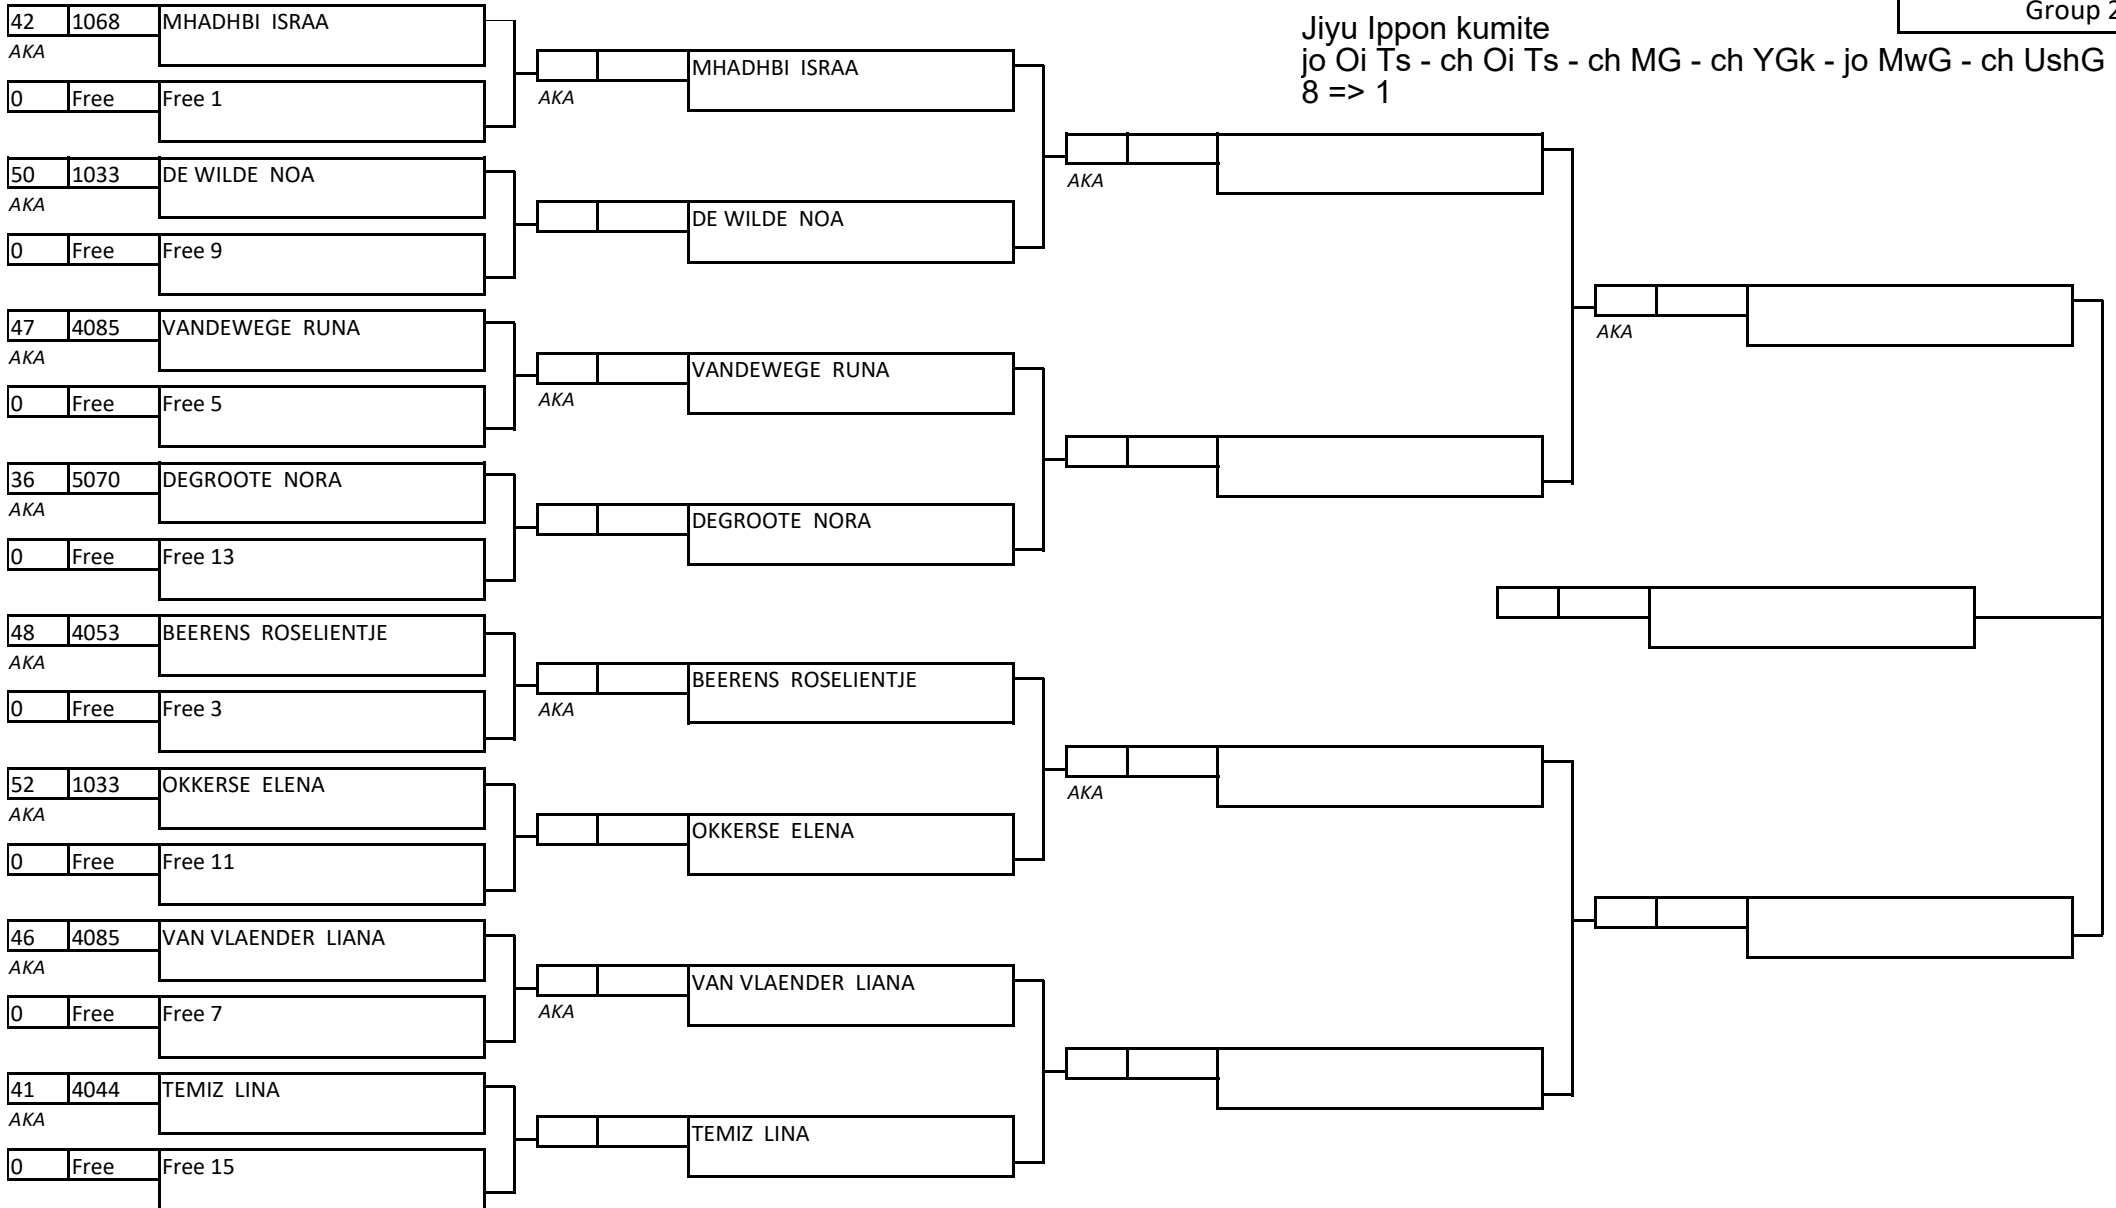 Group 2
Jiyu Ippon kumite
jo Oi Ts - ch Oi Ts - ch MG - ch YGk - jo MwG - ch UshG
8 => 1
42 1068 MHADHBI ISRAA
AKA
0 Free Free 1
50 1033 DE WILDE NOA
AKA
0 Free Free 9
47 4085 VANDEWEGE RUNA
AKA
0 Free Free 5
36 5070 DEGROOTE NORA
AKA
0 Free Free 13
48 4053 BEERENS ROSELIENTJE
AKA
0 Free Free 3
52 1033 OKKERSE ELENA
AKA
0 Free Free 11
46 4085 VAN VLAENDER LIANA
AKA
0 Free Free 7
41 4044 TEMIZ LINA
AKA
0 Free Free 15
MHADHBI ISRAA
AKA
DE WILDE NOA
VANDEWEGE RUNA
AKA
DEGROOTE NORA
BEERENS ROSELIENTJE
AKA
OKKERSE ELENA
VAN VLAENDER LIANA
AKA
TEMIZ LINA
AKA
AKA
AKA